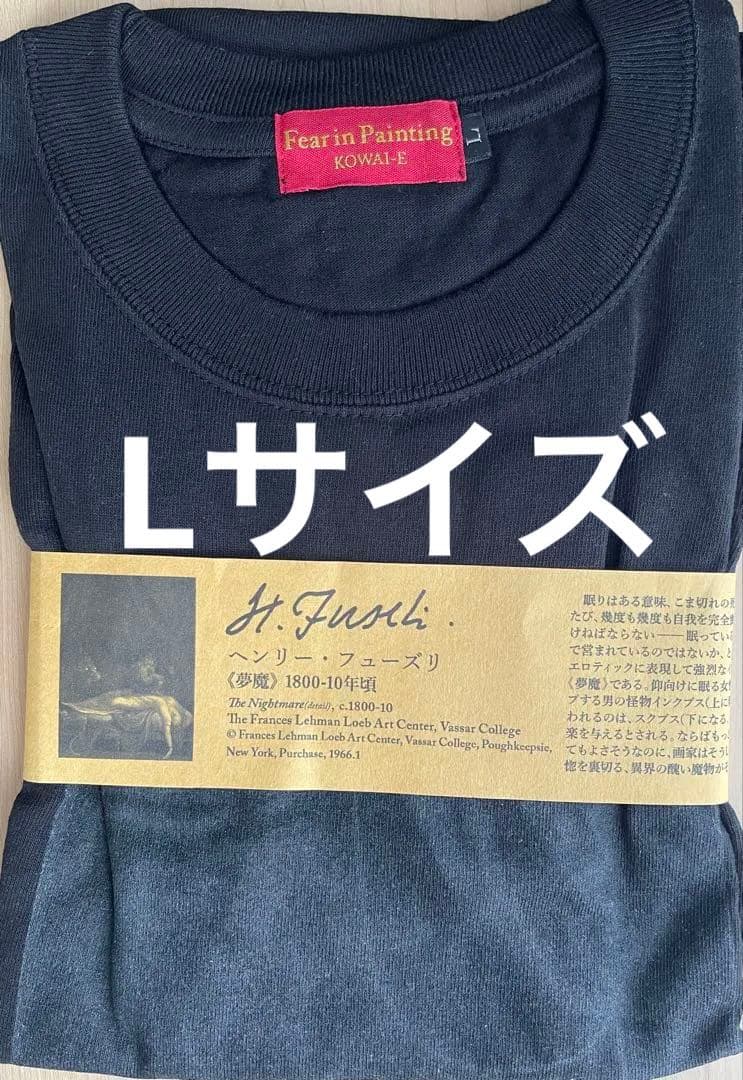 Fear in Painting
KOWAI-E
L
Lサイズ
H. Fuseli.
ヘンリー・フューズリ
《夢魔》1800-10年頃
The Nightmare(detail), c.1800-10
The Frances Lehman Loeb Art Center, Vassar College
© Frances Lehman Loeb Art Center, Vassar College, Poughkeepsie,
New York, Purchase, 1966.1
眠りはある意味、こま切れの
たび、幾度も幾度も自我を完全
けねばならない——眠ってい
で営まれているのではないか、と
エロティックに表現して強烈な
《夢魔》である。仰向けに眠る女
プする男の怪物インクブス(上に
われるのは、スクブス(下になる
楽を与えるとされる。ならばもっ
てもよさそうなのに、画家はそう
惚を裏切る、異界の醜い魔物が